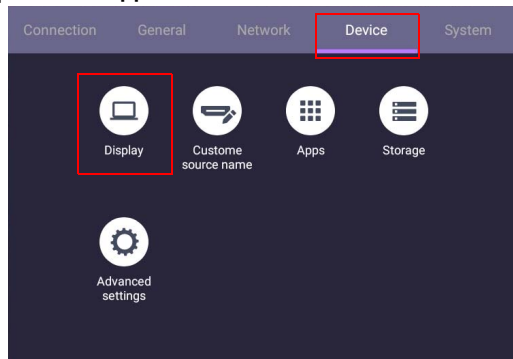 Connection General Network Device System
Display Custome source name Apps Storage
Advanced settings